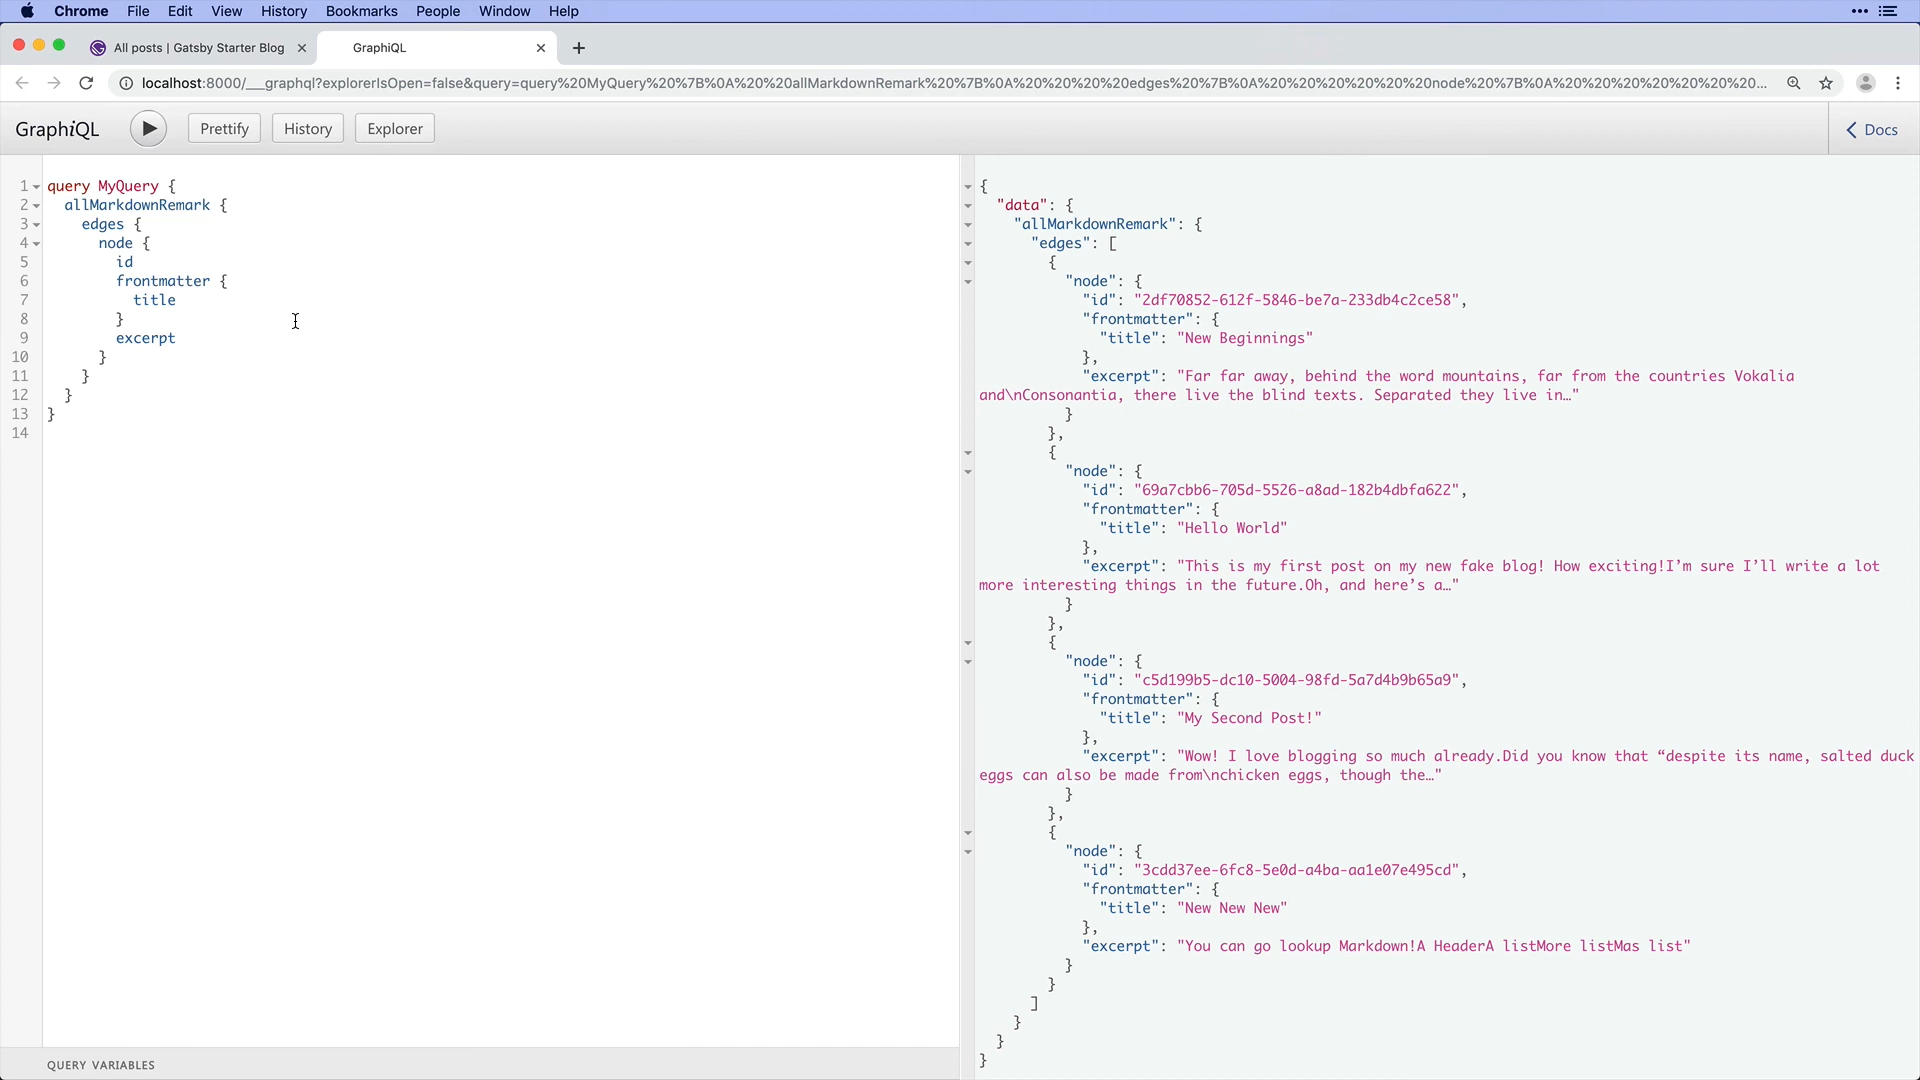 Chrome File Edit View History Bookmarks People Window Help
All posts | Gatsby Starter Blog
GraphiQL
localhost:8000/___graphql?explorerIsOpen=false&query=query%20MyQuery%20%7B%0A%20%20allMarkdownRemark%20%7B%0A%20%20%20%20edges%20%7B%0A%20%20%20%20%20%20node%20%7B%0A%20%20%20%20%20%20%20%20...
GraphiQL
Prettify
History
Explorer
Docs
1 query MyQuery {
2 allMarkdownRemark {
3 edges {
4 node {
5 id
6 frontmatter {
7 title
8 }
9 excerpt
10 }
11 }
12 }
13 }
14
QUERY VARIABLES
{
"data": {
"allMarkdownRemark": {
"edges": [
{
"node": {
"id": "2df70852-612f-5846-be7a-233db4c2ce58",
"frontmatter": {
"title": "New Beginnings"
},
"excerpt": "Far far away, behind the word mountains, far from the countries Vokalia
and\nConsonantia, there live the blind texts. Separated they live in…"
}
},
{
"node": {
"id": "69a7cbb6-705d-5526-a8ad-182b4dbfa622",
"frontmatter": {
"title": "Hello World"
},
"excerpt": "This is my first post on my new fake blog! How exciting!I’m sure I’ll write a lot
more interesting things in the future.Oh, and here’s a…"
}
},
{
"node": {
"id": "c5d199b5-dc10-5004-98fd-5a7d4b9b65a9",
"frontmatter": {
"title": "My Second Post!"
},
"excerpt": "Wow! I love blogging so much already.Did you know that “despite its name, salted duck
eggs can also be made from\nchicken eggs, though the…"
}
},
{
"node": {
"id": "3cdd37ee-6fc8-5e0d-a4ba-aa1e07e495cd",
"frontmatter": {
"title": "New New New"
},
"excerpt": "You can go lookup Markdown!A HeaderA listMore listMas list"
}
}
]
}
}
}